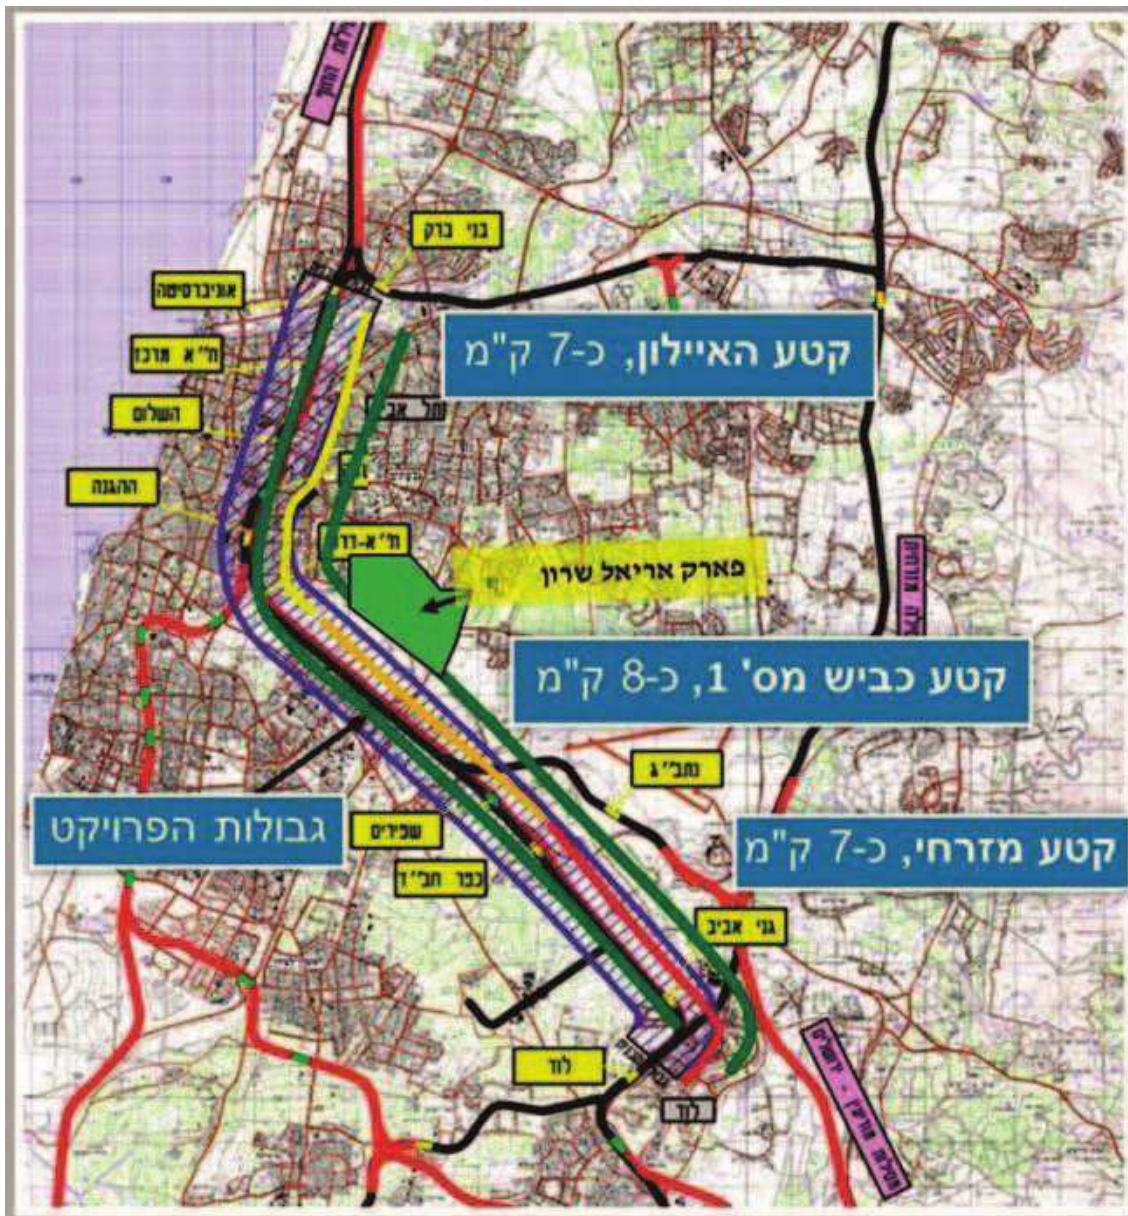 בני ברק
אוניברסיטה
קטע האיילון, כ-7 ק"מ
ת"א מרכז
השלום
ההגנה
פארק אריאל שרון
קטע כביש מס' 1, כ-8 ק"מ
נתב"ג
גבולות הפרויקט
שפירים
קטע מזרחי, כ-7 ק"מ
כפר חב"ד
גני אביב
לוד
לוד